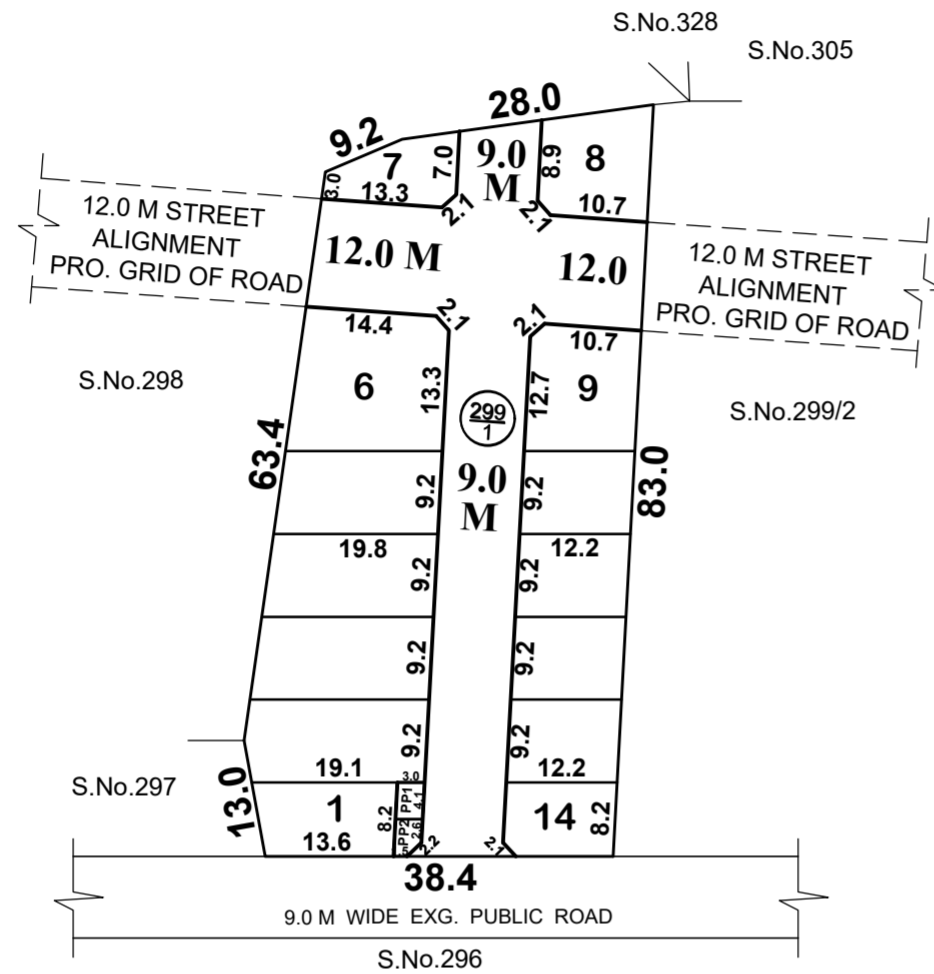 S.No.328
S.No.305
28.0
9.2
7
7.0
9.0
M
8.9
8
3.0
13.3
2.1
2.1
10.7
12.0 M STREET
ALIGNMENT
PRO. GRID OF ROAD
12.0 M
12.0
12.0 M STREET
ALIGNMENT
PRO. GRID OF ROAD
14.4
2.1
2.1
10.7
S.No.298
6
13.3
299
1
12.7
9
S.No.299/2
63.4
9.2
9.0
M
9.2
83.0
19.8
9.2
9.2
12.2
9.2
9.2
9.2
9.2
19.1
3.0
12.2
S.No.297
13.0
1
13.6
8.2
PP1
4.1
PP2
2.6
2.2
2.1
14
8.2
38.4
9.0 M WIDE EXG. PUBLIC ROAD
S.No.296